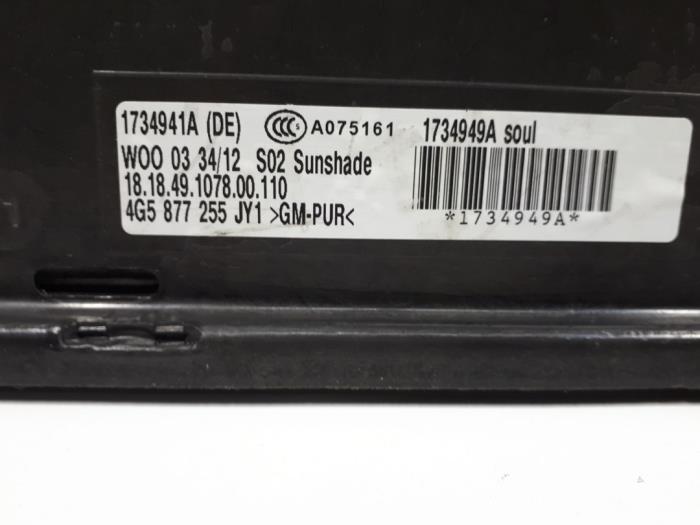 1734941A (DE) CCC S A075161 1734949A soul
WOO 03 34/12 S02 Sunshade
18.18.49.1078.00.110
4G5 877 255 JY1 >GM-PUR<
*1734949A*